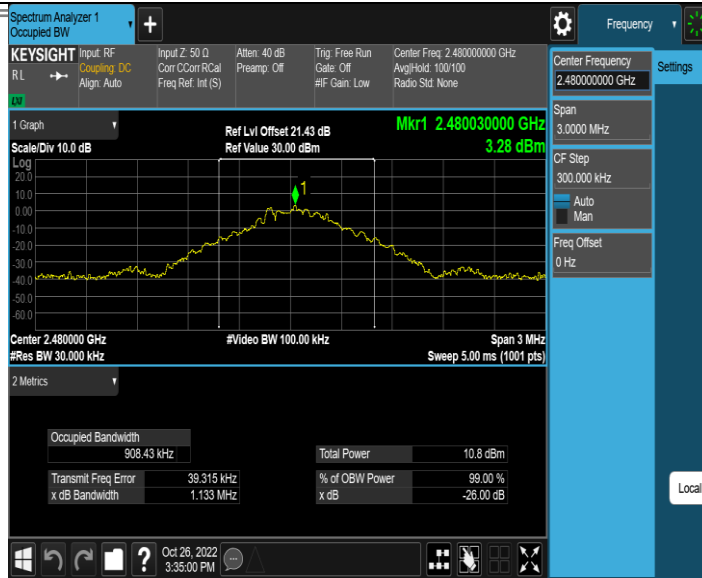 Spectrum Analyzer 1
Occupied BW
Frequency
KEYSIGHT
RL
Input: RF
Coupling: DC
Align: Auto
Input Z: 50 Ω
Corr CCorr RCal
Freq Ref: Int (S)
Atten: 40 dB
Preamp: Off
Trig: Free Run
Gate: Off
#IF Gain: Low
Center Freq: 2.480000000 GHz
Avg|Hold: 100/100
Radio Std: None
Center Frequency
2.480000000 GHz
Settings
Span
3.0000 MHz
CF Step
300.000 kHz
Auto
Man
Freq Offset
0 Hz
Local
1 Graph
Scale/Div 10.0 dB
Ref Lvl Offset 21.43 dB
Ref Value 30.00 dBm
Mkr1 2.480030000 GHz
3.28 dBm
Log
20.0
10.0
0.00
-10.0
-20.0
-30.0
-40.0
-50.0
-60.0
1
Center 2.480000 GHz
#Res BW 30.000 kHz
#Video BW 100.00 kHz
Span 3 MHz
Sweep 5.00 ms (1001 pts)
2 Metrics
Occupied Bandwidth
908.43 kHz
Total Power 10.8 dBm
Transmit Freq Error 39.315 kHz
% of OBW Power 99.00 %
x dB Bandwidth 1.133 MHz
x dB -26.00 dB
?
Oct 26, 2022
3:35:00 PM